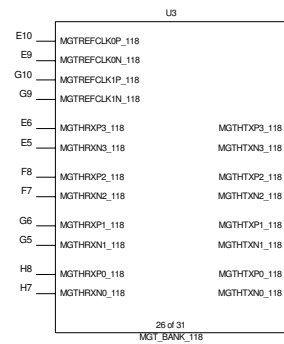 U3
E10 MGTREFCLK0P_118
E9 MGTREFCLK0N_118
G10 MGTREFCLK1P_118
G9 MGTREFCLK1N_118
E6 MGTHRXP3_118 MGTHTXP3_118
E5 MGTHRXN3_118 MGTHTXN3_118
F8 MGTHRXP2_118 MGTHTXP2_118
F7 MGTHRXN2_118 MGTHTXN2_118
G6 MGTHRXP1_118 MGTHTXP1_118
G5 MGTHRXN1_118 MGTHTXN1_118
H8 MGTHRXP0_118 MGTHTXP0_118
H7 MGTHRXN0_118 MGTHTXN0_118
26 of 31
MGT_BANK_118